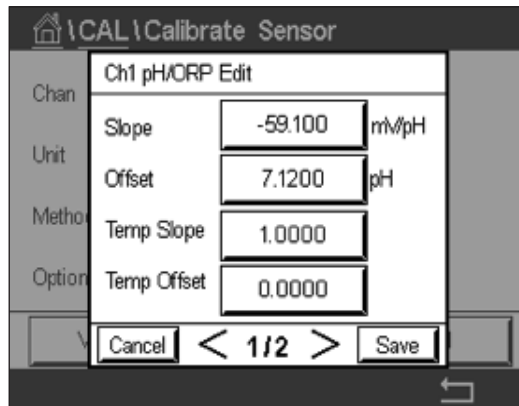 \CAL\Calibrate Sensor
Ch1 pH/ORP Edit
Chan
Slope -59.100 mV/pH
Unit
Offset 7.1200 pH
Temp Slope 1.0000
Option Temp Offset 0.0000
Cancel < 1/2 > Save